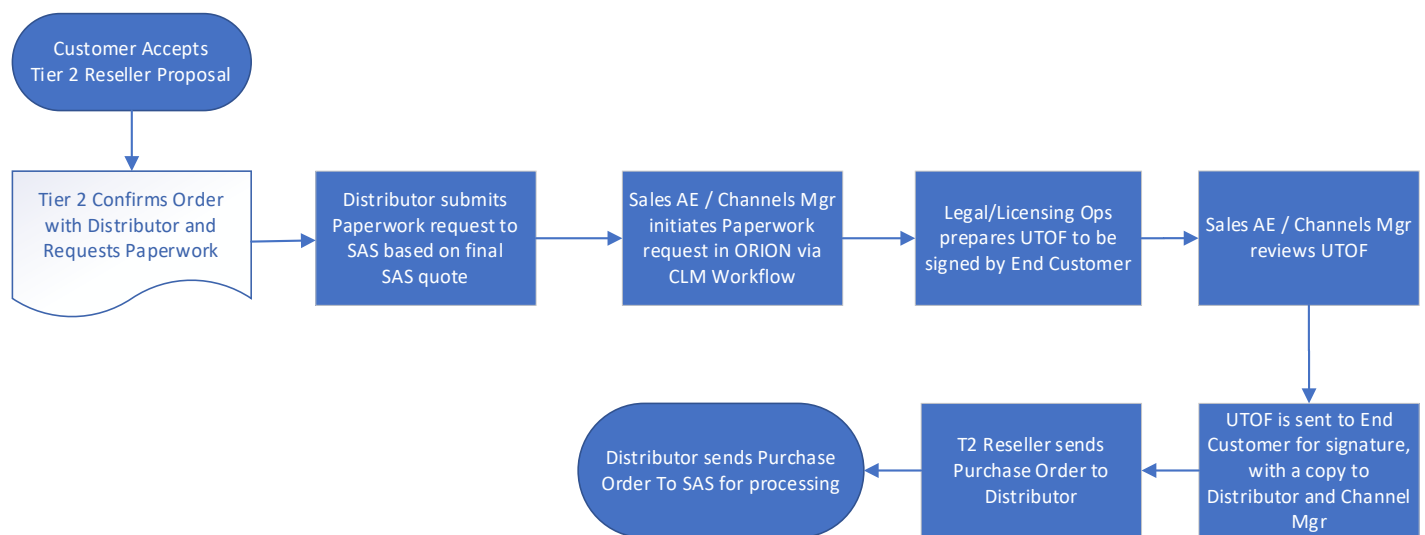 Customer Accepts
Tier 2 Reseller Proposal
Tier 2 Confirms Order
with Distributor and
Requests Paperwork
Distributor submits
Paperwork request to
SAS based on final
SAS quote
Sales AE / Channels Mgr
initiates Paperwork
request in ORION via
CLM Workflow
Legal/Licensing Ops
prepares UTOF to be
signed by End Customer
Sales AE / Channels Mgr
reviews UTOF
UTOF is sent to End
Customer for signature,
with a copy to
Distributor and Channel
Mgr
T2 Reseller sends
Purchase Order to
Distributor
Distributor sends Purchase
Order To SAS for processing